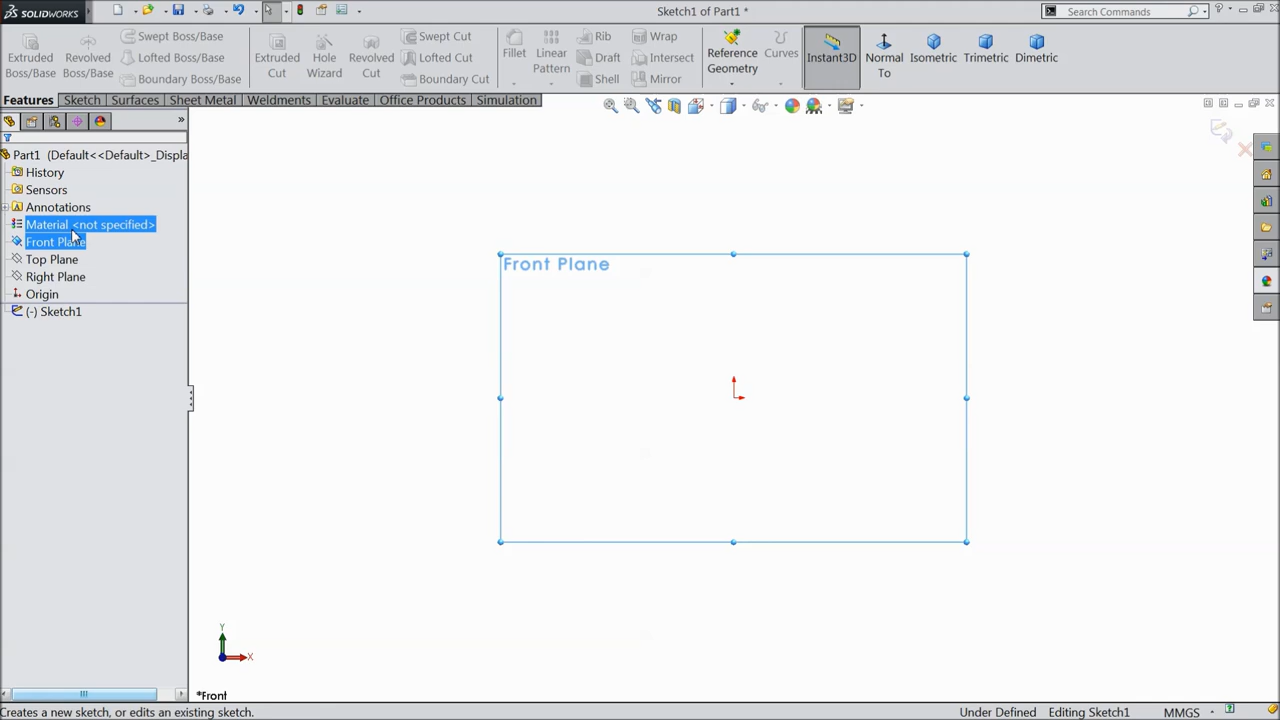 SOLIDWORKS
Sketch1 of Part1 *
Search Commands
Extruded Boss/Base
Revolved Boss/Base
Swept Boss/Base
Lofted Boss/Base
Boundary Boss/Base
Extruded Cut
Hole Wizard
Revolved Cut
Swept Cut
Lofted Cut
Boundary Cut
Fillet
Linear Pattern
Rib
Draft
Shell
Wrap
Intersect
Mirror
Reference Geometry
Curves
Instant3D
Normal To
Isometric
Trimetric
Dimetric
Features
Sketch
Surfaces
Sheet Metal
Weldments
Evaluate
Office Products
Simulation
Part1 (Default<<Default>_Displa
History
Sensors
Annotations
Material <not specified>
Front Plane
Top Plane
Right Plane
Origin
(-) Sketch1
Front Plane
Y
X
*Front
Creates a new sketch, or edits an existing sketch.
Under Defined
Editing Sketch1
MMGS